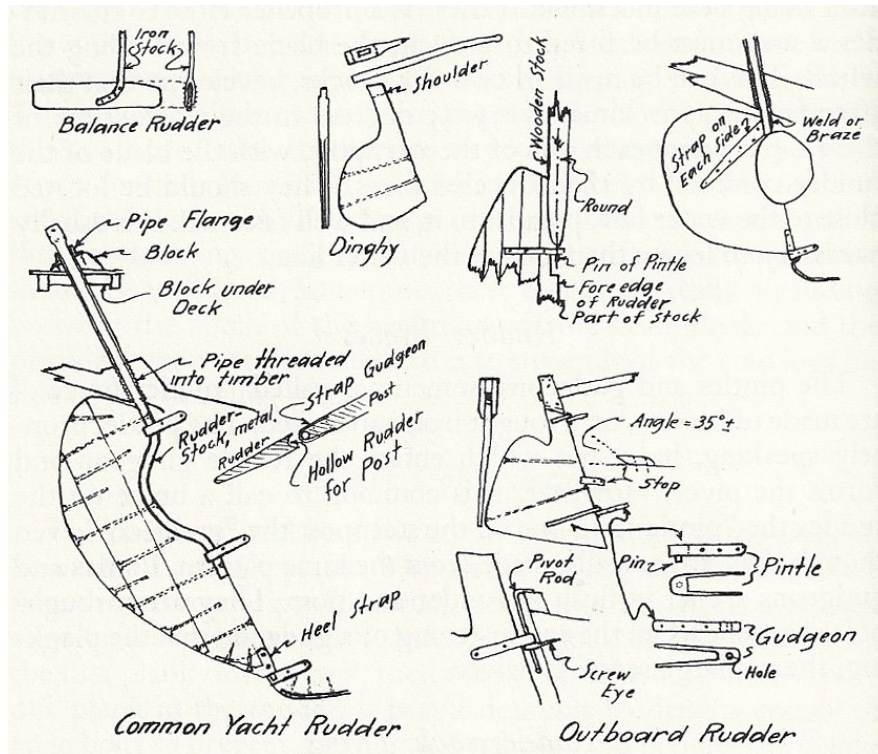 Iron
Stock
Balance Rudder
Shoulder
Dinghy
Wooden Stock
Round
Pin of Pintle
Fore edge
of Rudder
Part of Stock
Strap on
each side
Weld or
Braze
Pipe Flange
Block
Block under
Deck
Pipe threaded
into timber
Rudder-
Stock, metal.
Strap Gudgeon
Rudder
Post
Hollow Rudder
for Post
Heel Strap
Common Yacht Rudder
Angle = 35°±
Stop
Pin
Pintle
Pivot
Rod
Gudgeon
Hole
Screw
Eye
Outboard Rudder